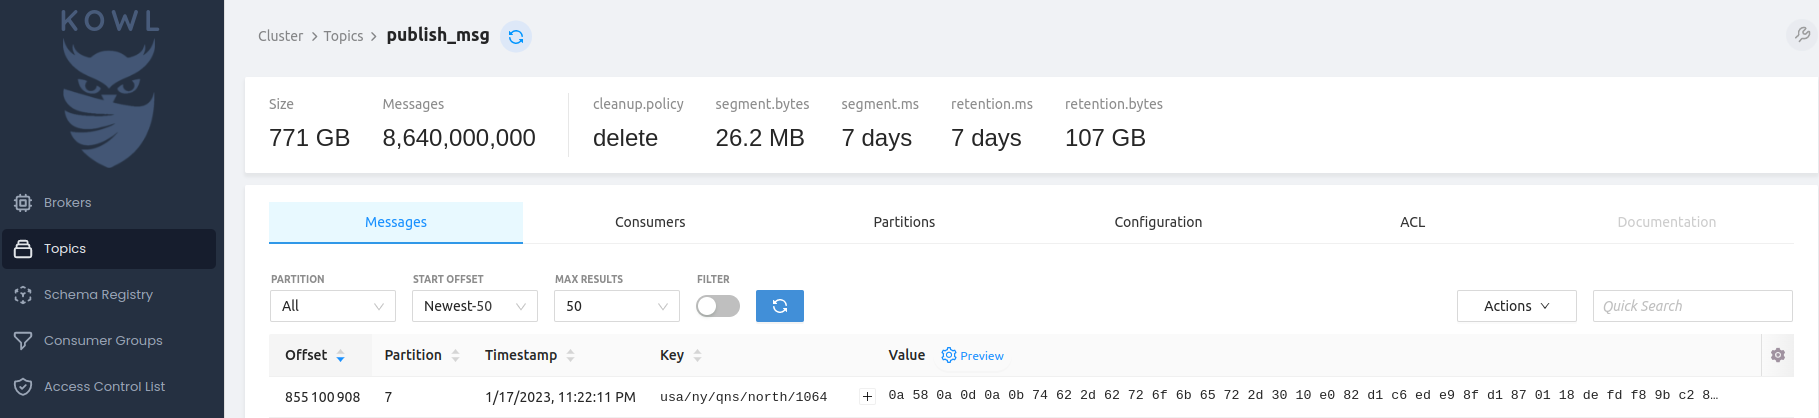 KOWL
Brokers
Topics
Schema Registry
Consumer Groups
Access Control List
Cluster > Topics > publish_msg
Size Messages cleanup.policy segment.bytes segment.ms retention.ms retention.bytes
771 GB 8,640,000,000 delete 26.2 MB 7 days 7 days 107 GB
Messages Consumers Partitions Configuration ACL Documentation
PARTITION START OFFSET MAX RESULTS FILTER
All Newest-50 50 Actions Quick Search
Offset Partition Timestamp Key Value Preview
855 100 908 7 1/17/2023, 11:22:11 PM usa/ny/qns/north/1064 + 0a 58 0a 0d 0a 0b 74 62 2d 62 72 6f 6b 65 72 2d 30 10 e0 82 d1 c6 ed e9 8f d1 87 01 18 de fd f8 9b c2 8…